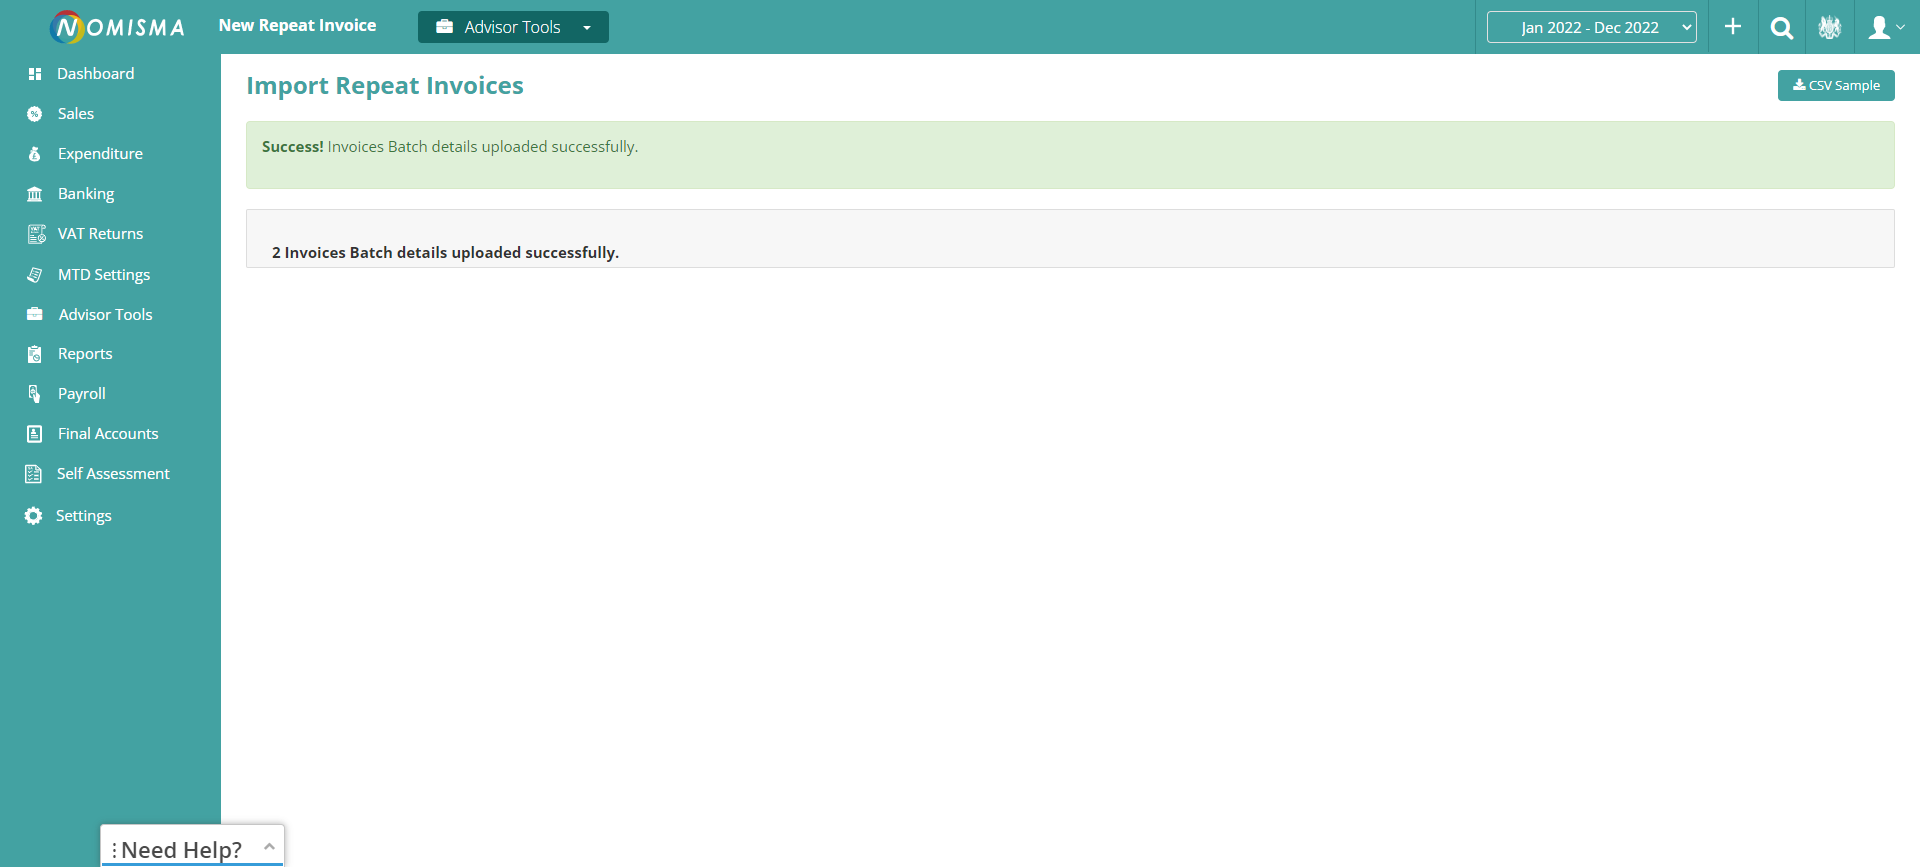 NOMISMA
New Repeat Invoice
Advisor Tools
Jan 2022 - Dec 2022
Dashboard
Sales
Expenditure
Banking
VAT Returns
MTD Settings
Advisor Tools
Reports
Payroll
Final Accounts
Self Assessment
Settings
Import Repeat Invoices
CSV Sample
Success! Invoices Batch details uploaded successfully.
2 Invoices Batch details uploaded successfully.
Need Help?